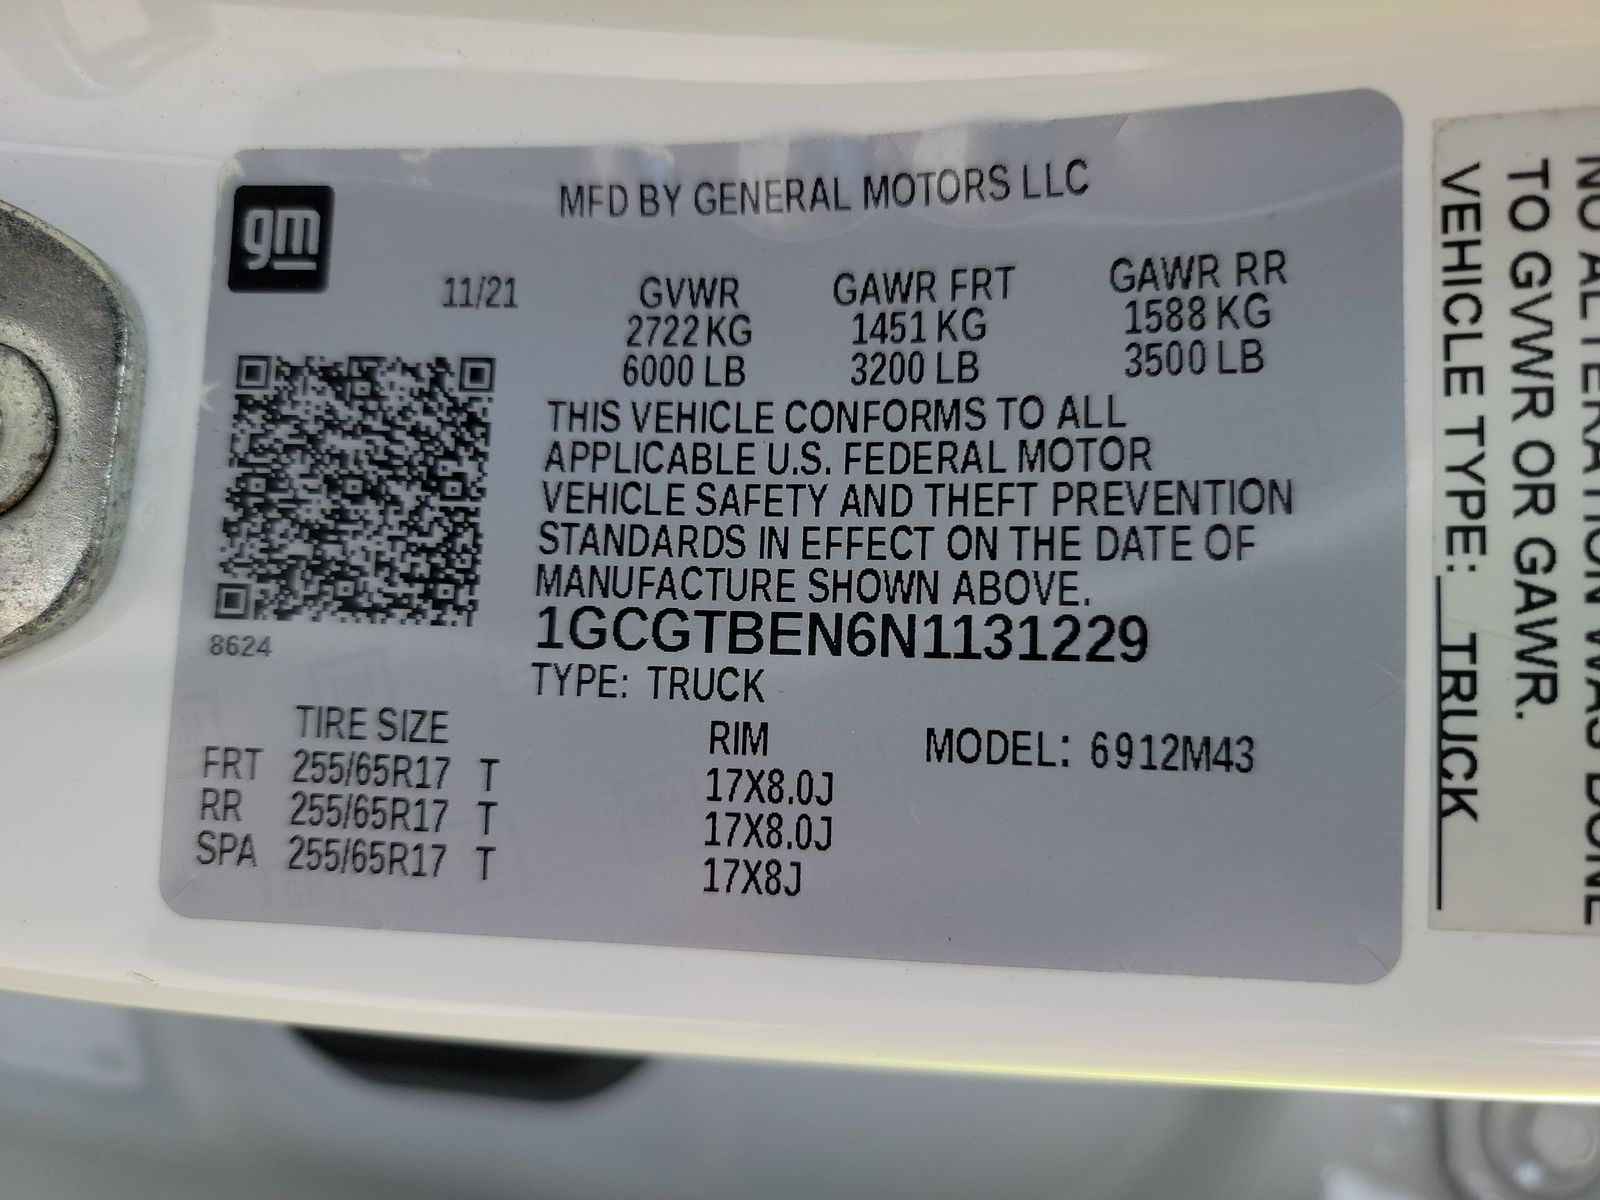 gm
MFD BY GENERAL MOTORS LLC
11/21
GVWR
2722 KG
6000 LB
GAWR FRT
1451 KG
3200 LB
GAWR RR
1588 KG
3500 LB
THIS VEHICLE CONFORMS TO ALL
APPLICABLE U.S. FEDERAL MOTOR
VEHICLE SAFETY AND THEFT PREVENTION
STANDARDS IN EFFECT ON THE DATE OF
MANUFACTURE SHOWN ABOVE.
1GCGTBEN6N1131229
8624
TYPE: TRUCK
TIRE SIZE RIM MODEL: 6912M43
FRT 255/65R17 T 17X8.0J
RR 255/65R17 T 17X8.0J
SPA 255/65R17 T 17X8J
NO ALTERATION WAS DONE
TO GVWR OR GAWR.
VEHICLE TYPE: TRUCK